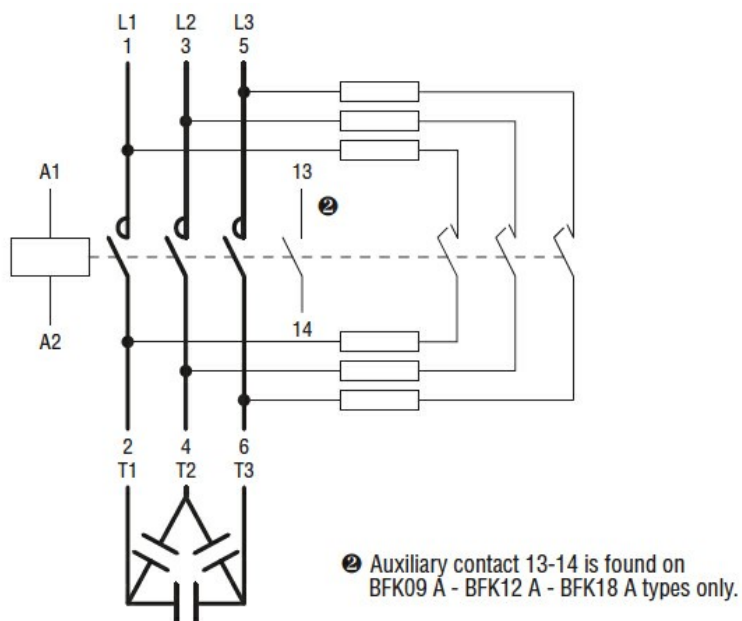 L1 L2 L3
1 3 5
A1
13
❷
14
A2
2 4 6
T1 T2 T3
❷ Auxiliary contact 13-14 is found on
BFK09 A - BFK12 A - BFK18 A types only.